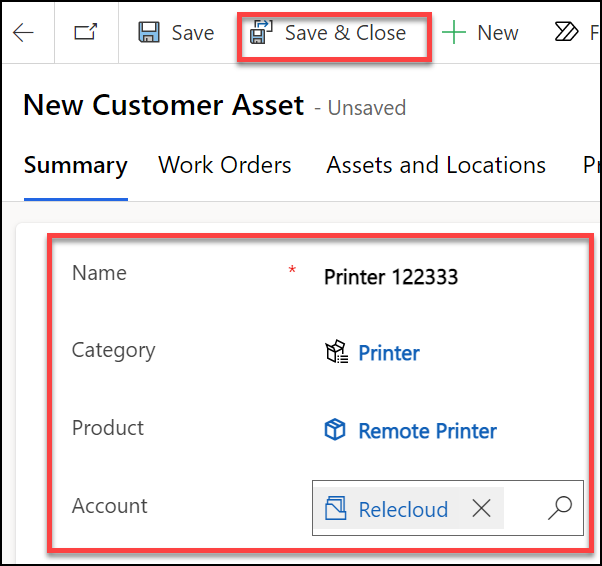 Save Save & Close New F
New Customer Asset - Unsaved
Summary Work Orders Assets and Locations Pr
Name * Printer 122333
Category Printer
Product Remote Printer
Account Relecloud